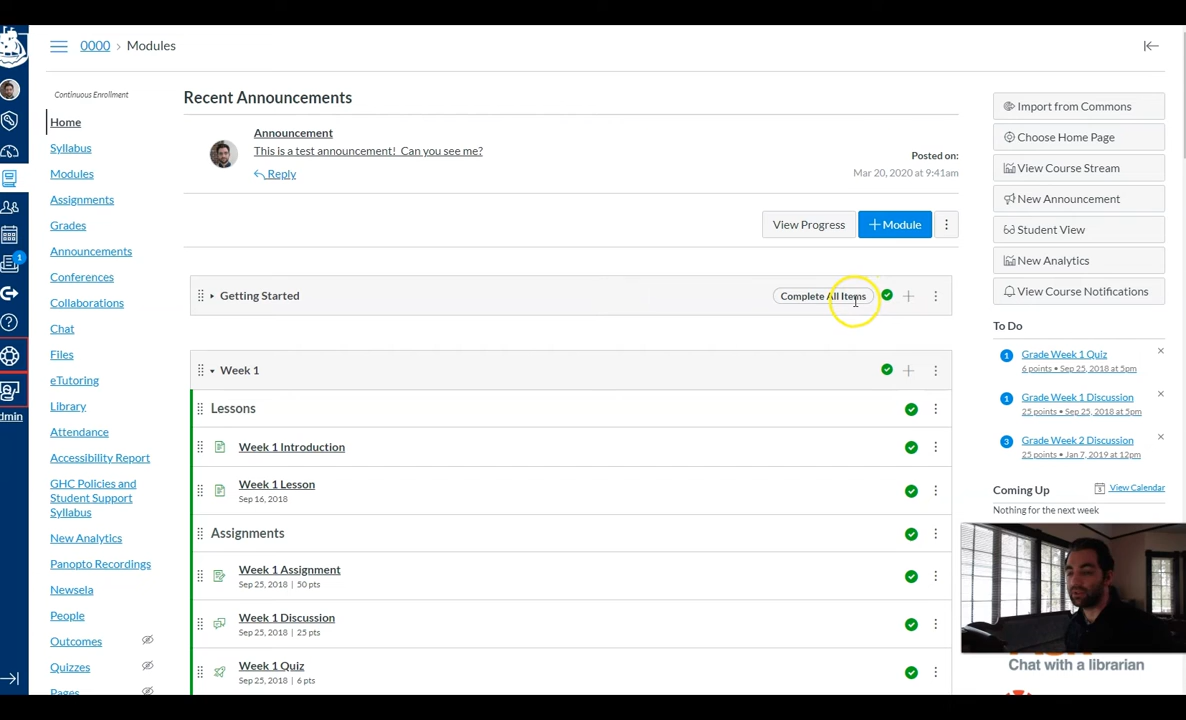 0000 › Modules
Continuous Enrollment
Home
Syllabus
Modules
Assignments
Grades
Announcements
Conferences
Collaborations
Chat
Files
eTutoring
Library
Attendance
Accessibility Report
GHC Policies and
Student Support
Syllabus
New Analytics
Panopto Recordings
Newsela
People
Outcomes
Quizzes
Pages
1
dmin
Recent Announcements
Announcement
This is a test announcement! Can you see me?
Reply
Posted on:
Mar 20, 2020 at 9:41am
View Progress
+ Module
Getting Started
Complete All Items
Week 1
Lessons
Week 1 Introduction
Week 1 Lesson
Sep 16, 2018
Assignments
Week 1 Assignment
Sep 25, 2018 | 50 pts
Week 1 Discussion
Sep 25, 2018 | 25 pts
Week 1 Quiz
Sep 25, 2018 | 6 pts
Import from Commons
Choose Home Page
View Course Stream
New Announcement
Student View
New Analytics
View Course Notifications
To Do
1 Grade Week 1 Quiz
6 points • Sep 25, 2018 at 5pm
1 Grade Week 1 Discussion
25 points • Sep 25, 2018 at 5pm
3 Grade Week 2 Discussion
25 points • Jan 7, 2019 at 12pm
Coming Up
View Calendar
Nothing for the next week
Chat with a librarian